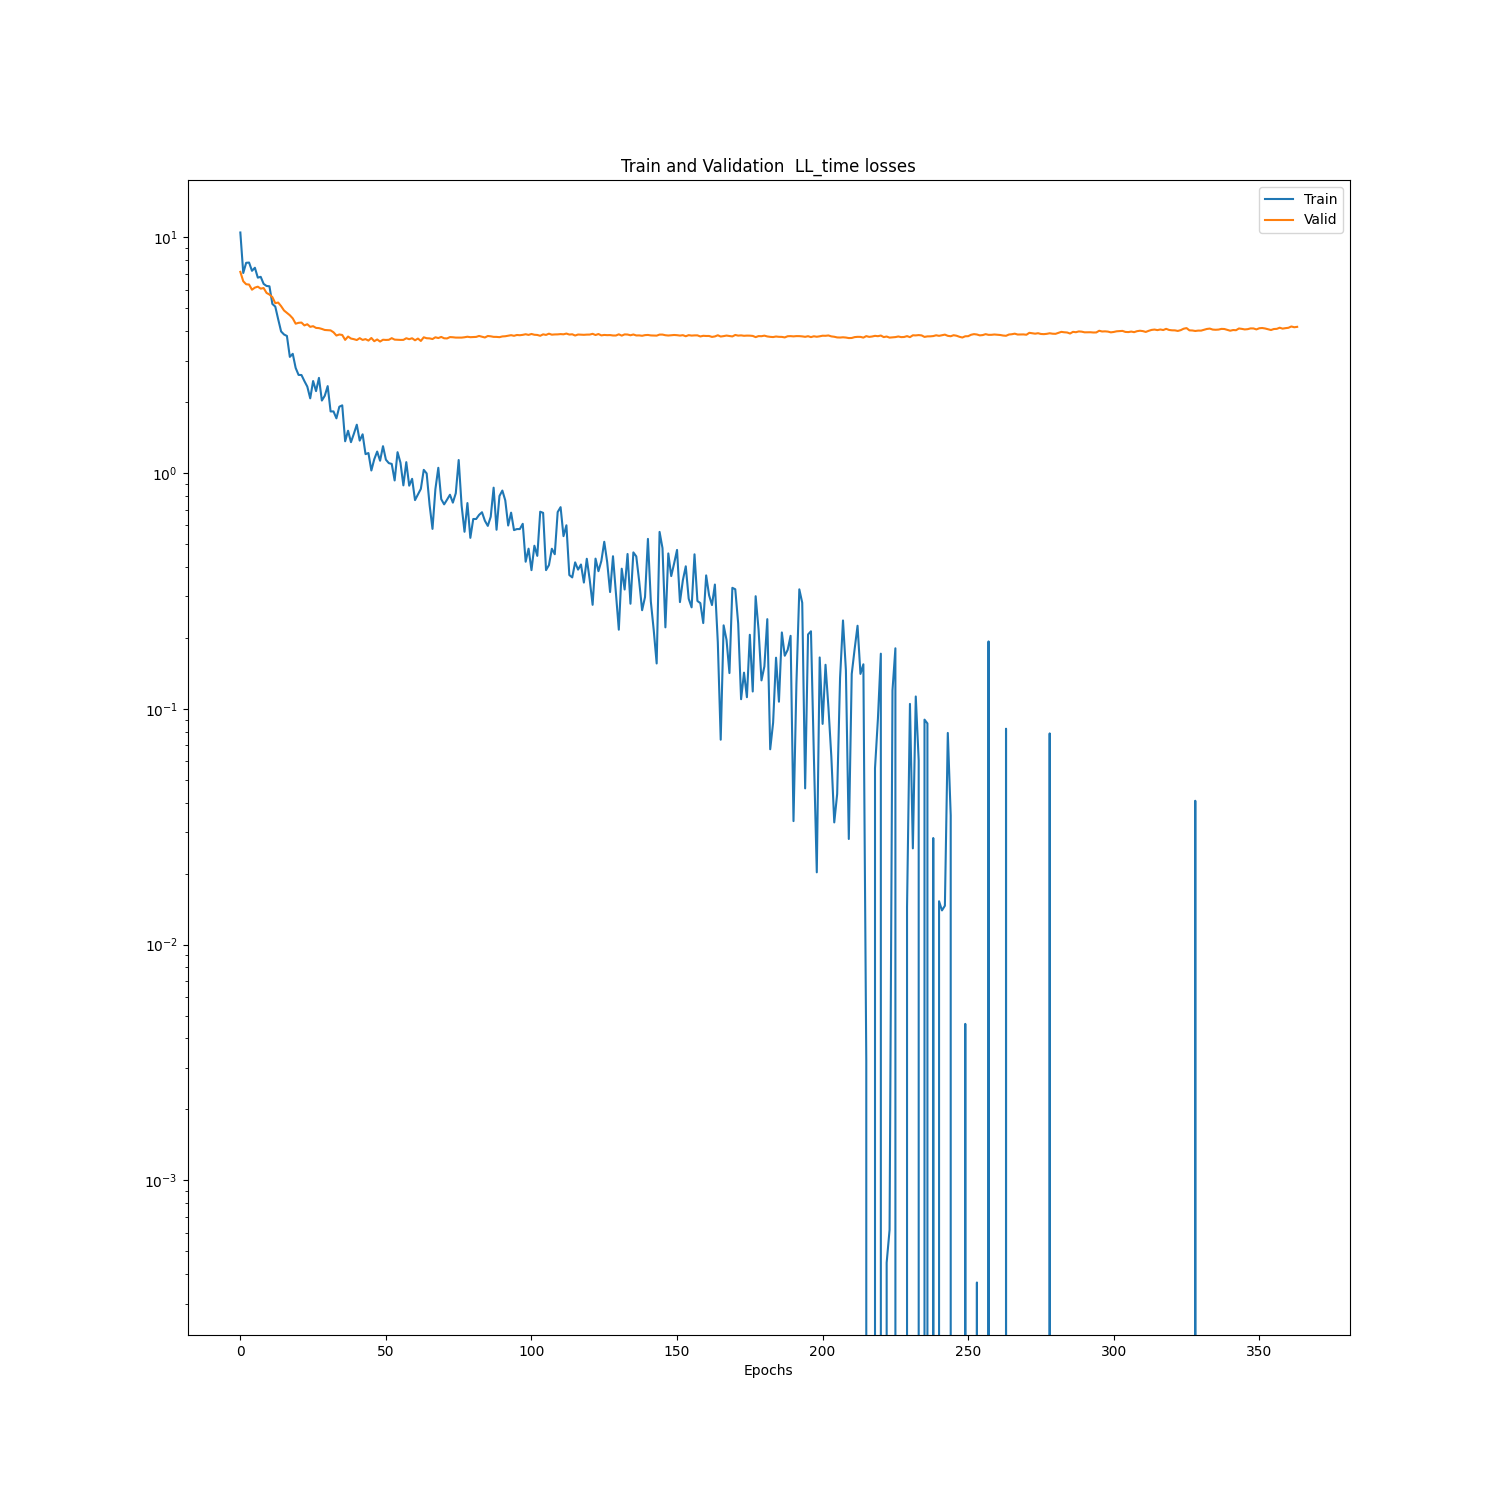 Train and Validation  LL_time losses
Train
Valid
10¹
10⁰
10⁻¹
10⁻²
10⁻³
0 50 100 150 200 250 300 350
Epochs